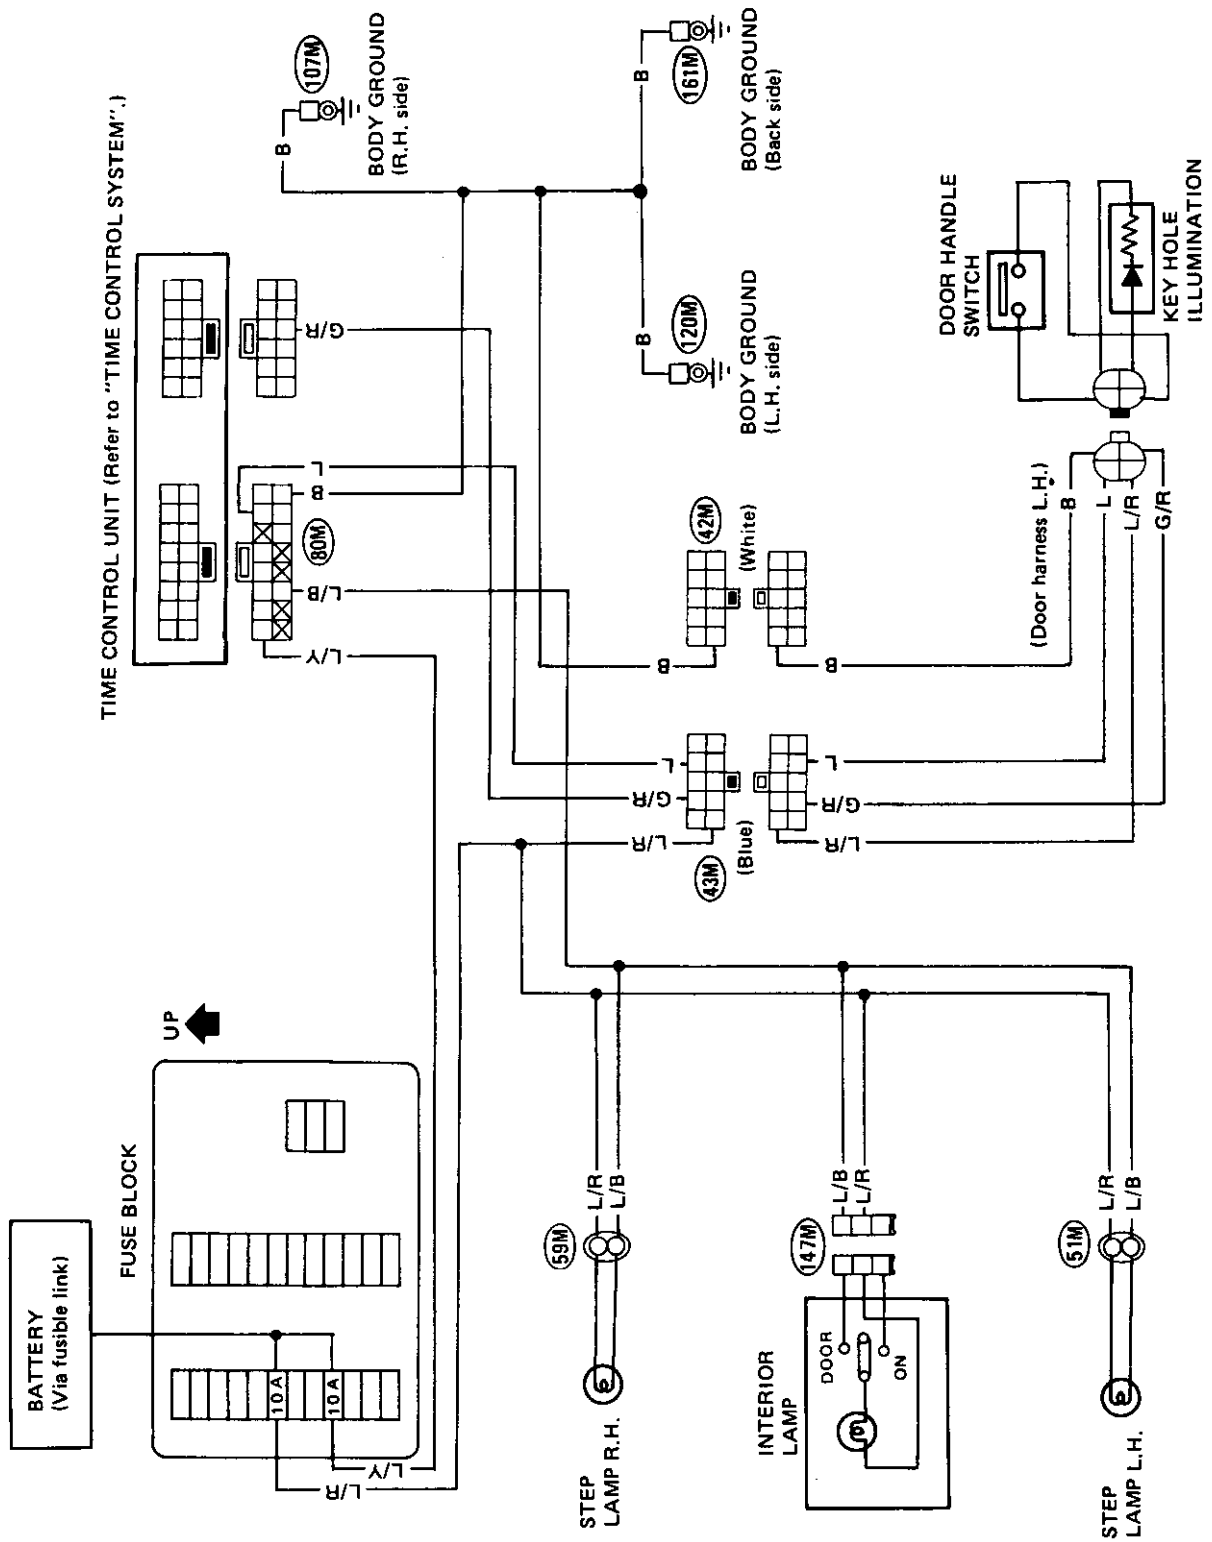 BATTERY
(Via fusible link)
FUSE BLOCK
UP
10A
10A
L/R
L/Y
TIME CONTROL UNIT (Refer to "TIME CONTROL SYSTEM".)
L/Y
L/B
80M
B
L
G/R
B
107M
BODY GROUND
(R.H. side)
B
161M
BODY GROUND
(Back side)
B
120M
BODY GROUND
(L.H. side)
L/R
G/R
L
43M
(Blue)
L/R
G/R
L
B
42M
(White)
B
(Door harness L.H.)
B
L
L/R
G/R
DOOR HANDLE
SWITCH
KEY HOLE
ILLUMINATION
STEP
LAMP R.H.
59M
L/R
L/B
INTERIOR
LAMP
DOOR
ON
147M
L/B
L/R
STEP
LAMP L.H.
51M
L/R
L/B